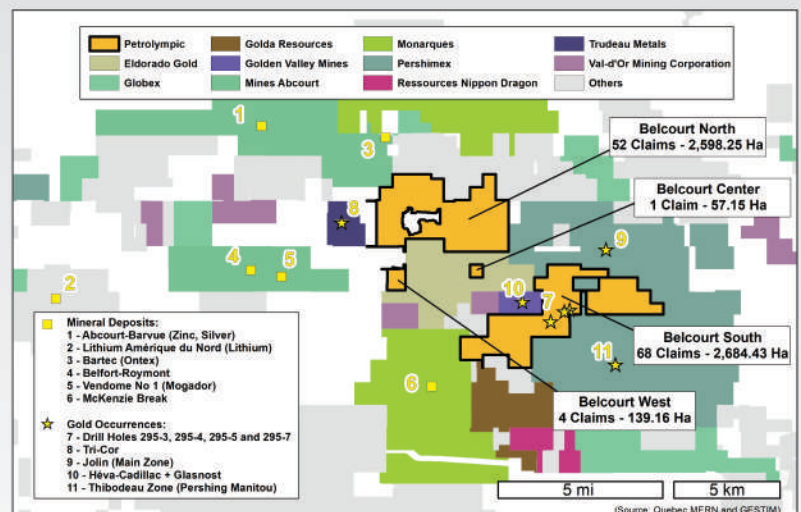 Petrolympic
Eldorado Gold
Globex
Golda Resources
Golden Valley Mines
Mines Abcourt
Monarques
Pershimex
Ressources Nippon Dragon
Trudeau Metals
Val-d'Or Mining Corporation
Others
1
3
Belcourt North
52 Claims - 2,598.25 Ha
Belcourt Center
1 Claim - 57.15 Ha
8
9
4
5
2
10
7
Belcourt South
68 Claims - 2,684.43 Ha
11
6
Belcourt West
4 Claims - 139.16 Ha
Mineral Deposits:
1 - Abcourt-Barvue (Zinc, Silver)
2 - Lithium Amérique du Nord (Lithium)
3 - Bartec (Ontex)
4 - Belfort-Roymont
5 - Vendome No 1 (Mogador)
6 - McKenzie Break
Gold Occurrences:
7 - Drill Holes 295-3, 295-4, 295-5 and 295-7
8 - Tri-Cor
9 - Jolin (Main Zone)
10 - Héva-Cadillac + Glasnost
11 - Thibodeau Zone (Pershing Manitou)
5 mi
5 km
(Source: Quebec MERN and GESTIM)